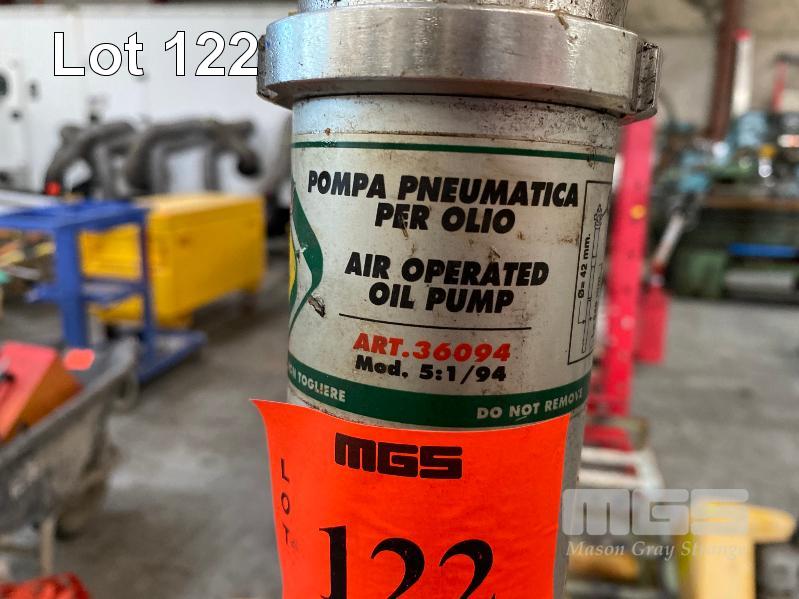 Lot 122
POMPA PNEUMATICA
PER OLIO
AIR OPERATED
OIL PUMP
Ø= 42 mm.
ART.36094
Mod. 5:1/94
NON TOGLIERE
DO NOT REMOVE
MGS
LOT
122
MGS
Mason Gray Strange